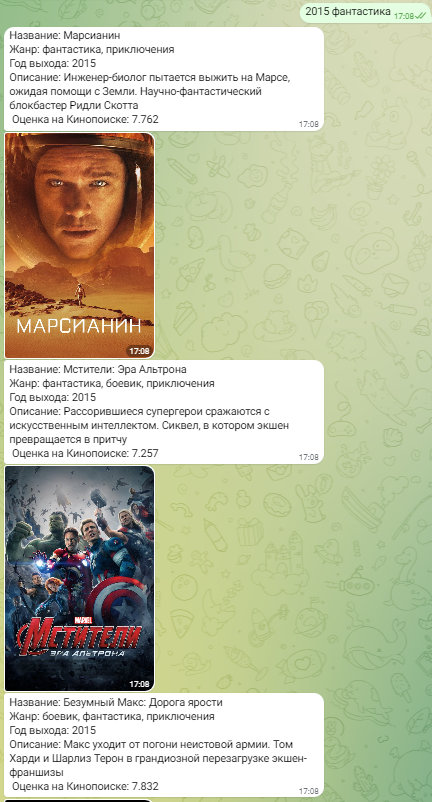 2015 фантастика 17:08
Название: Марсианин
Жанр: фантастика, приключения
Год выхода: 2015
Описание: Инженер-биолог пытается выжить на Марсе,
ожидая помощи с Земли. Научно-фантастический
блокбастер Ридли Скотта
Оценка на Кинопоиске: 7.762
17:08
МАРСИАНИН
17:08
Название: Мстители: Эра Альтрона
Жанр: фантастика, боевик, приключения
Год выхода: 2015
Описание: Рассорившиеся супергерои сражаются с
искусственным интеллектом. Сиквел, в котором экшен
превращается в притчу
Оценка на Кинопоиске: 7.257
17:08
MARVEL
МСТИТЕЛИ
ЭРА АЛЬТРОНА
17:08
Название: Безумный Макс: Дорога ярости
Жанр: боевик, фантастика, приключения
Год выхода: 2015
Описание: Макс уходит от погони неистовой армии. Том
Харди и Шарлиз Терон в грандиозной перезагрузке экшен-
франшизы
Оценка на Кинопоиске: 7.832
17:08